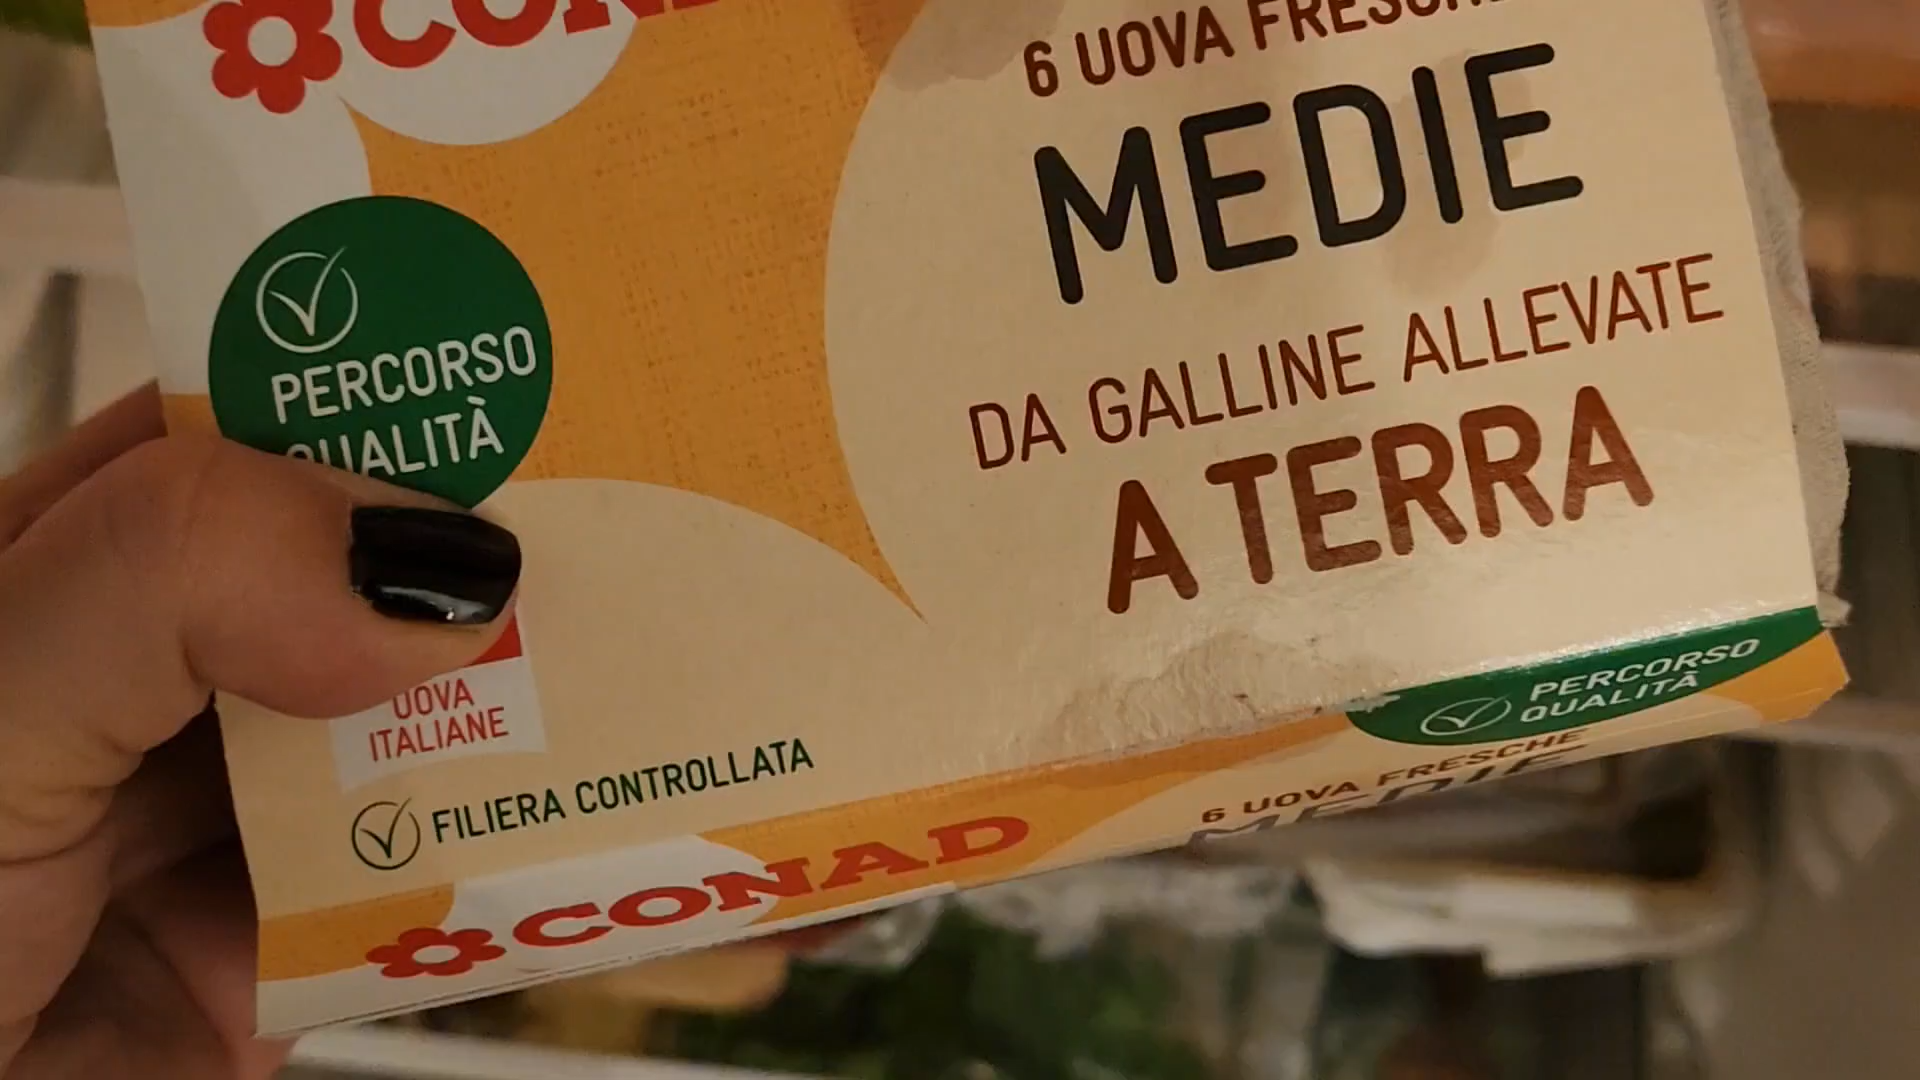 CONAD
6 UOVA FRESCHE
MEDIE
DA GALLINE ALLEVATE
A TERRA
PERCORSO
QUALITÀ
UOVA
ITALIANE
FILIERA CONTROLLATA
CONAD
PERCORSO
QUALITÀ
6 UOVA FRESCHE
MEDIE